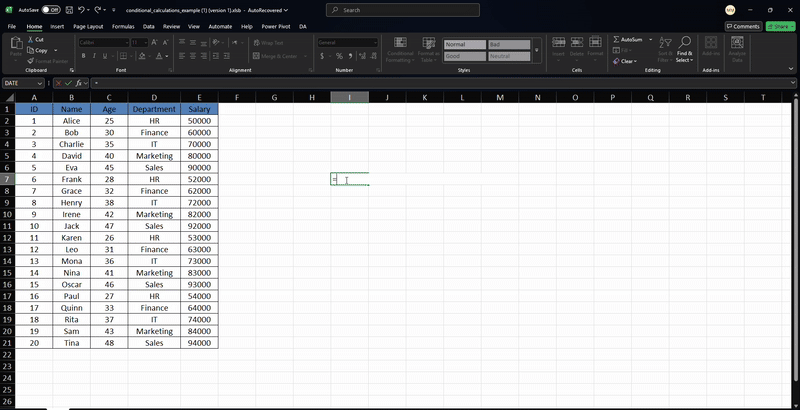 AutoSave Off conditional_calculations_example (1) (version 1).xlsb - AutoRecovered Search MW
File Home Insert Page Layout Formulas Data Review View Automate Help Power Pivot DA Comments Share
Cut
Copy
Paste
Format Painter
Calibri
B I U
Wrap Text
Merge & Center
$ %
Conditional Formatting
Format as Table
Normal Bad
Good Neutral
Insert Delete Format
AutoSum
Fill
Clear
Sort & Filter
Find & Select
Add-ins
Analyze Data
Clipboard Font Alignment Number Styles Cells Editing Add-ins
DATE fx =
A B C D E F G H I J K L M N O P Q R S T
1 ID Name Age Department Salary
2 1 Alice 25 HR 50000
3 2 Bob 30 Finance 60000
4 3 Charlie 35 IT 70000
5 4 David 40 Marketing 80000
6 5 Eva 45 Sales 90000
7 6 Frank 28 HR 52000 =
8 7 Grace 32 Finance 62000
9 8 Henry 38 IT 72000
10 9 Irene 42 Marketing 82000
11 10 Jack 47 Sales 92000
12 11 Karen 26 HR 53000
13 12 Leo 31 Finance 63000
14 13 Mona 36 IT 73000
15 14 Nina 41 Marketing 83000
16 15 Oscar 46 Sales 93000
17 16 Paul 27 HR 54000
18 17 Quinn 33 Finance 64000
19 18 Rita 37 IT 74000
20 19 Sam 43 Marketing 84000
21 20 Tina 48 Sales 94000
22
23
24
25
26